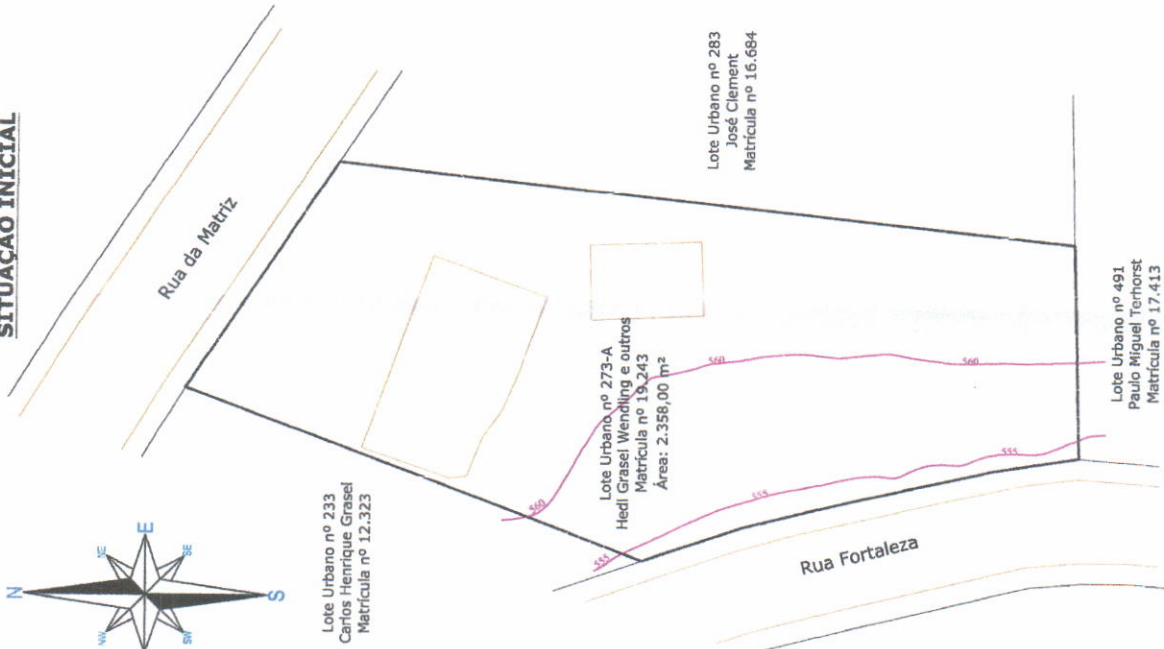 SITUAÇÃO INICIAL
N
NE
E
SE
S
SW
NW
Rua da Matriz
Lote Urbano nº 283
José Clement
Matrícula nº 16.684
Lote Urbano nº 233
Carlos Henrique Grasel
Matrícula nº 12.323
Lote Urbano nº 273-A
Hedi Grasel Wendling e outros
Matrícula nº 19.243
Área: 2.358,00 m²
560
560
560
555
555
555
Rua Fortaleza
Lote Urbano nº 491
Paulo Miguel Terhorst
Matrícula nº 17.413